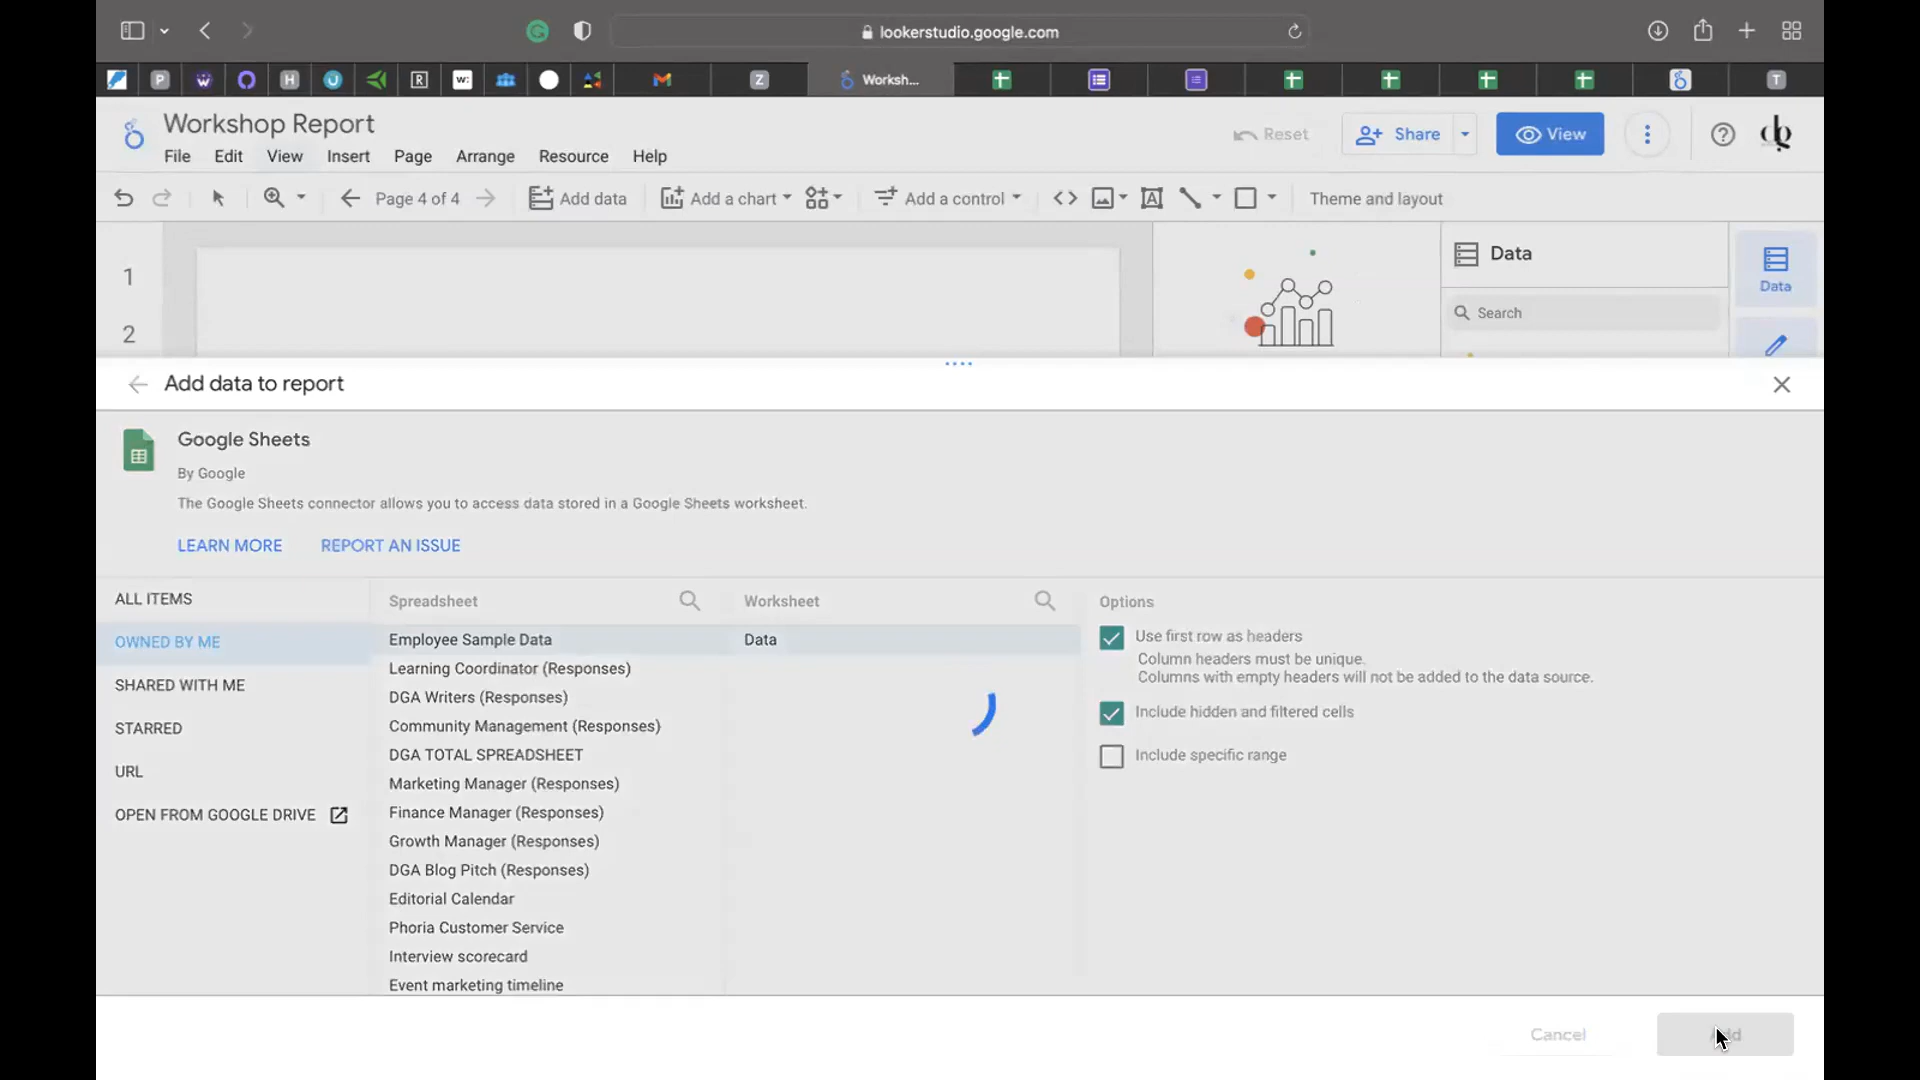 lookerstudio.google.com
P
H
R
w:
Z
Worksh...
T
Workshop Report
Reset
Share
View
File Edit View Insert Page Arrange Resource Help
Page 4 of 4
Add data
Add a chart
Add a control
Theme and layout
1
2
Data
Search
Data
Add data to report
Google Sheets
By Google
The Google Sheets connector allows you to access data stored in a Google Sheets worksheet.
LEARN MORE REPORT AN ISSUE
ALL ITEMS
OWNED BY ME
SHARED WITH ME
STARRED
URL
OPEN FROM GOOGLE DRIVE
Spreadsheet
Employee Sample Data
Learning Coordinator (Responses)
DGA Writers (Responses)
Community Management (Responses)
DGA TOTAL SPREADSHEET
Marketing Manager (Responses)
Finance Manager (Responses)
Growth Manager (Responses)
DGA Blog Pitch (Responses)
Editorial Calendar
Phoria Customer Service
Interview scorecard
Event marketing timeline
Worksheet
Data
Options
Use first row as headers
Column headers must be unique.
Columns with empty headers will not be added to the data source.
Include hidden and filtered cells
Include specific range
Cancel
Add